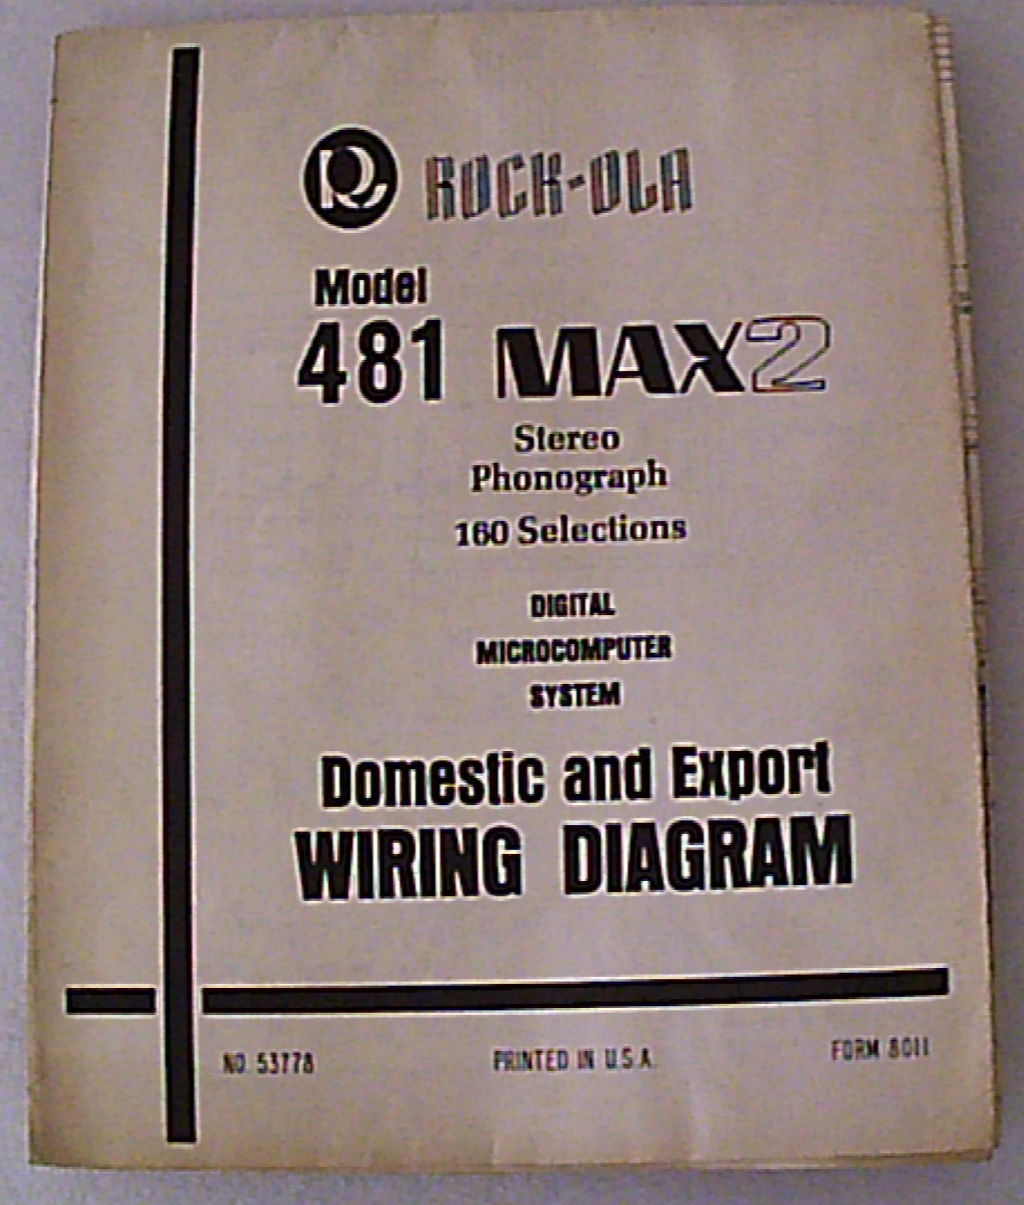 ROCK-OLA
Model
481 MAX2
Stereo
Phonograph
160 Selections
DIGITAL
MICROCOMPUTER
SYSTEM
Domestic and Export
WIRING DIAGRAM
NO. 53778 PRINTED IN U.S.A. FORM 8011